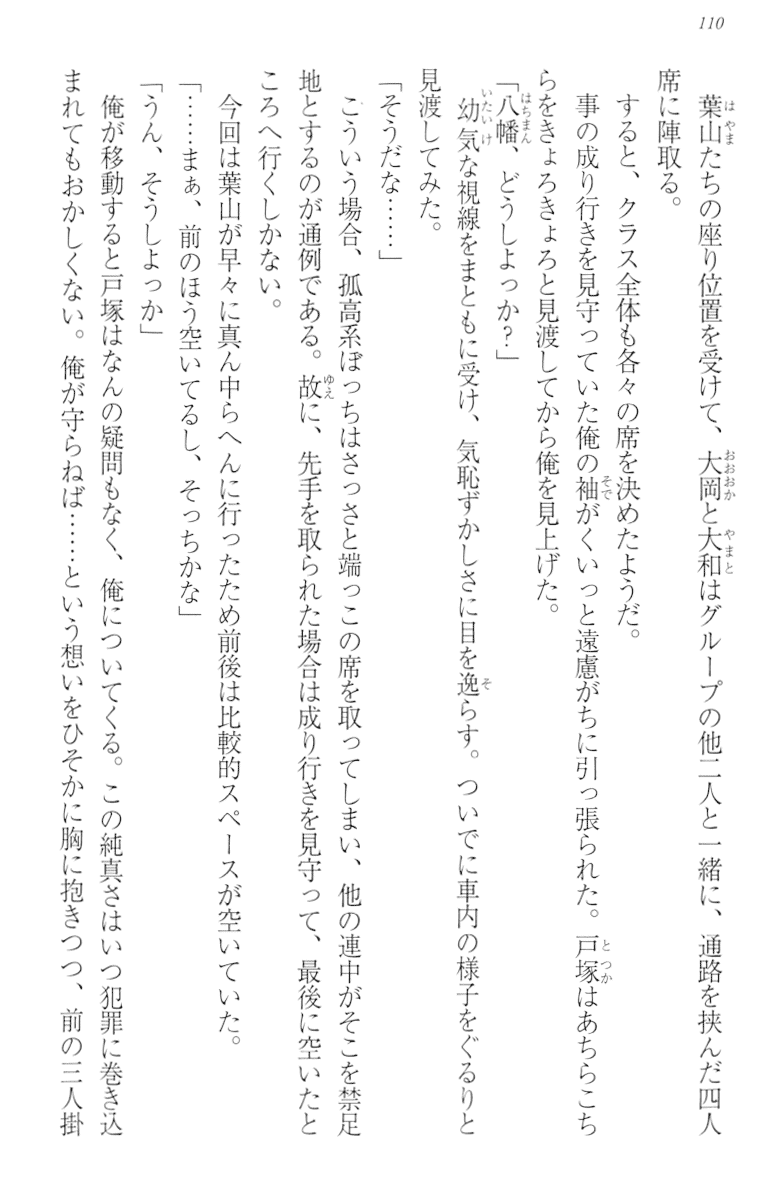 110
葉山たちの座り位置を受けて、大岡と大和はグループの他二人と一緒に、通路を挟んだ四人
席に陣取る。
すると、クラス全体も各々の席を決めたようだ。
事の成り行きを見守っていた俺の袖がくいっと遠慮がちに引っ張られた。戸塚はあちらこち
らをきょろきょろと見渡してから俺を見上げた。
「八幡、どうしよっか?」
幼気な視線をまともに受け、気恥ずかしさに目を逸らす。ついでに車内の様子をぐるりと
見渡してみた。
「そうだな……」
こういう場合、孤高系ぼっちはさっさと端っこの席を取ってしまい、他の連中がそこを禁足
地とするのが通例である。故に、先手を取られた場合は成り行きを見守って、最後に空いたと
ころへ行くしかない。
今回は葉山が早々に真ん中らへんに行ったため前後は比較的スペースが空いていた。
「……まぁ、前のほう空いてるし、そっちかな」
「うん、そうしよっか」
俺が移動すると戸塚はなんの疑問もなく、俺についてくる。この純真さはいつ犯罪に巻き込
まれてもおかしくない。俺が守らねば……という想いをひそかに胸に抱きつつ、前の三人掛